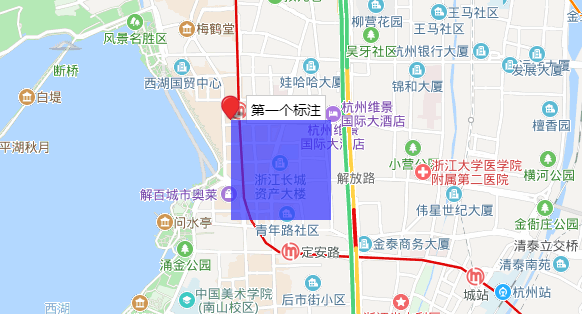 柳营花园
王马社区
梅鹤堂
王马社区
风景名胜区
吴牙社区
杭州银行大厦
断桥
西湖国贸中心
娃哈哈大厦
锦和大厦
发展大厦
白堤
第一个标注
杭州维景
国际大酒店
檀香园
杭州维景
国际大酒店
平湖秋月
小营公园
浙江大学医学院
附属第二医院
横河公园
浙江长城
资产大楼
解放路
解百城市奥莱
伟星世纪大厦
金衙庄公园
问水亭
青年路社区
定安路
金泰商务大厦
清泰立交桥
涌金公园
清泰南苑
中国美术学院
(南山校区)
后市街小区
城站
杭州站
西湖